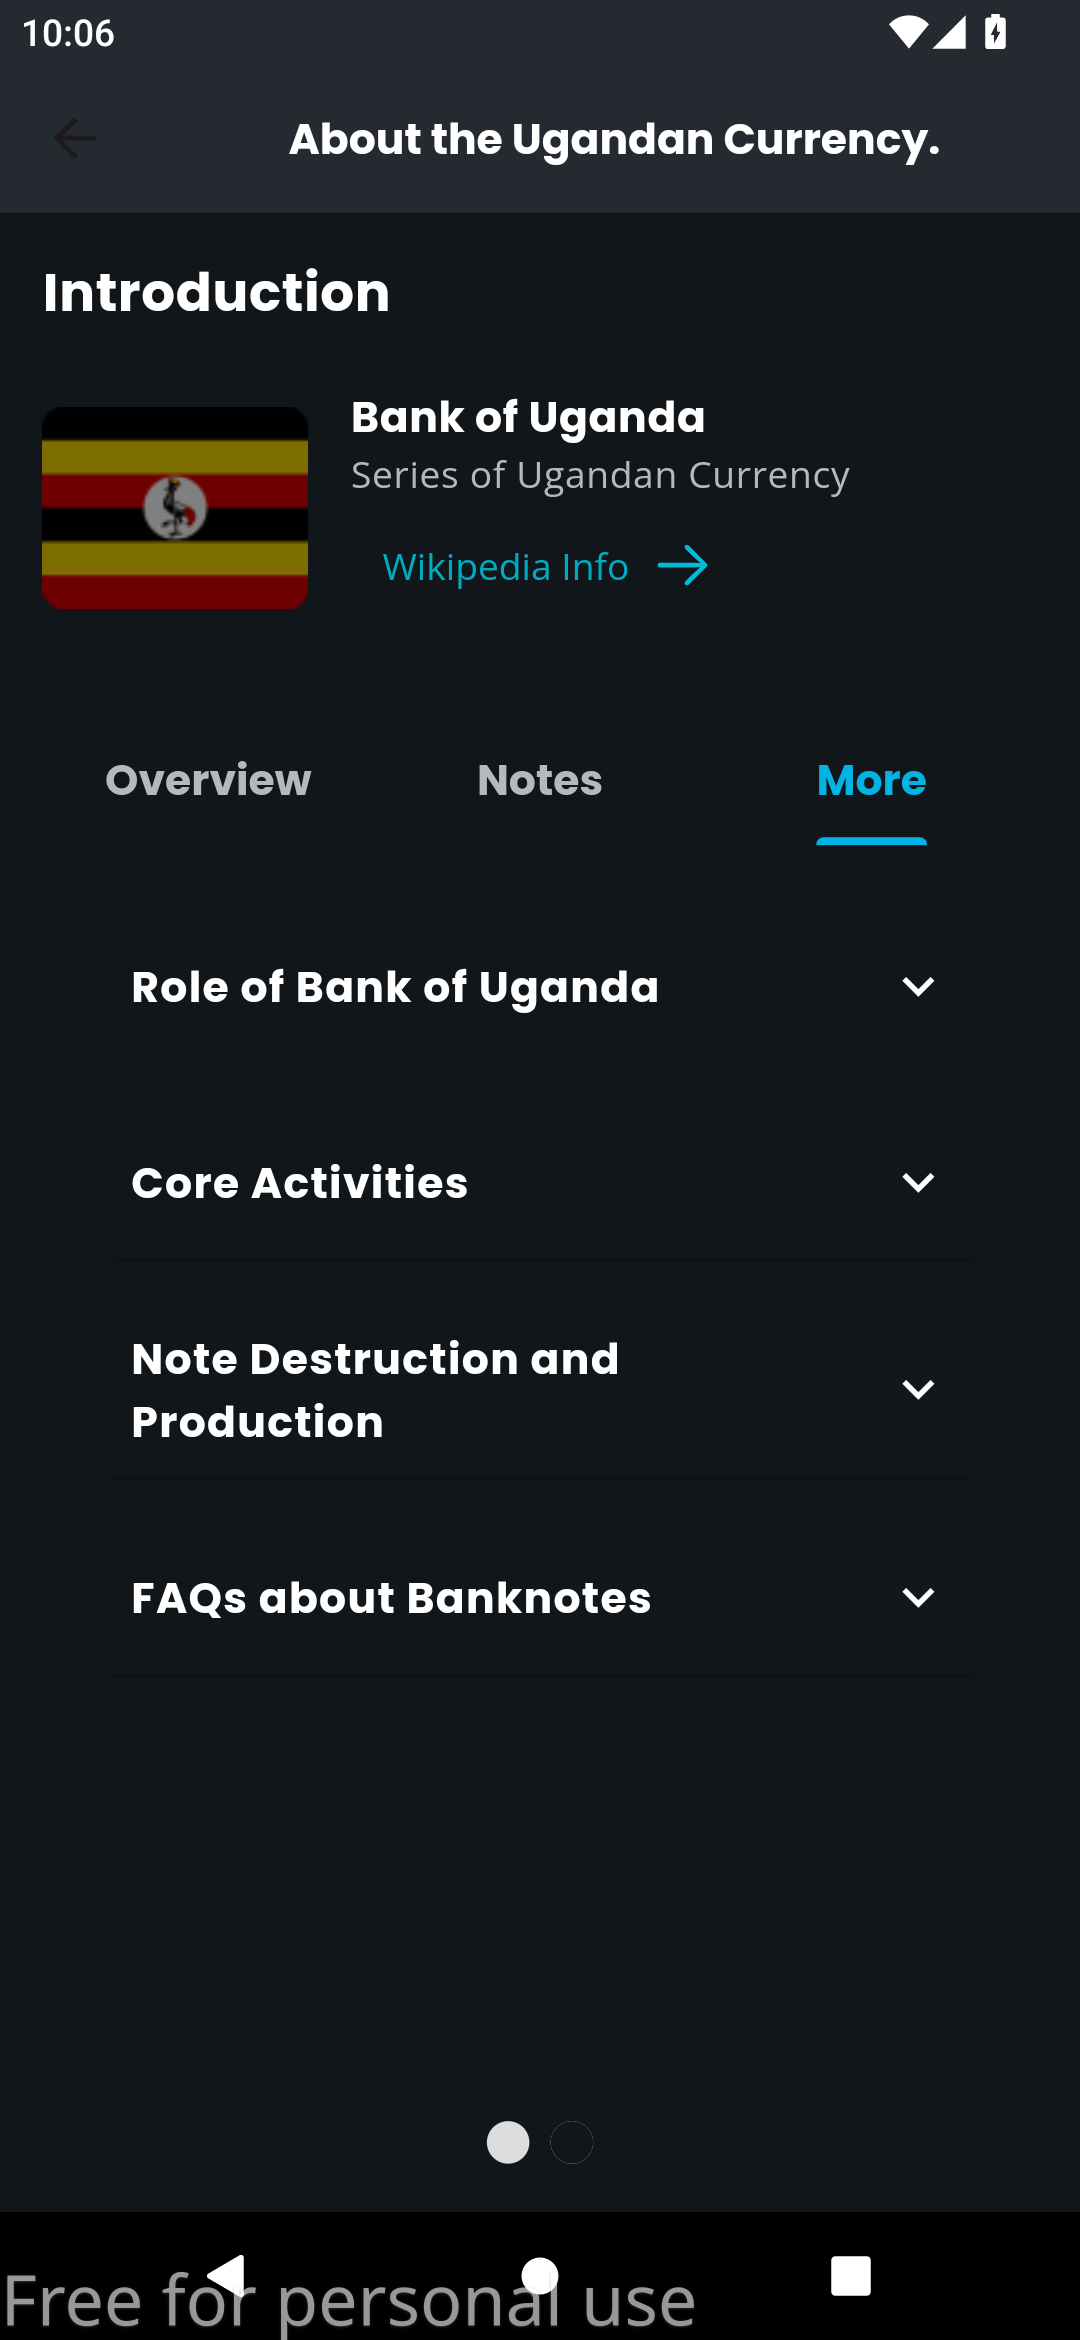 10:06
About the Ugandan Currency.
Introduction
Bank of Uganda
Series of Ugandan Currency
Wikipedia Info
Overview
Notes
More
Role of Bank of Uganda
Core Activities
Note Destruction and
Production
FAQs about Banknotes
Free for personal use